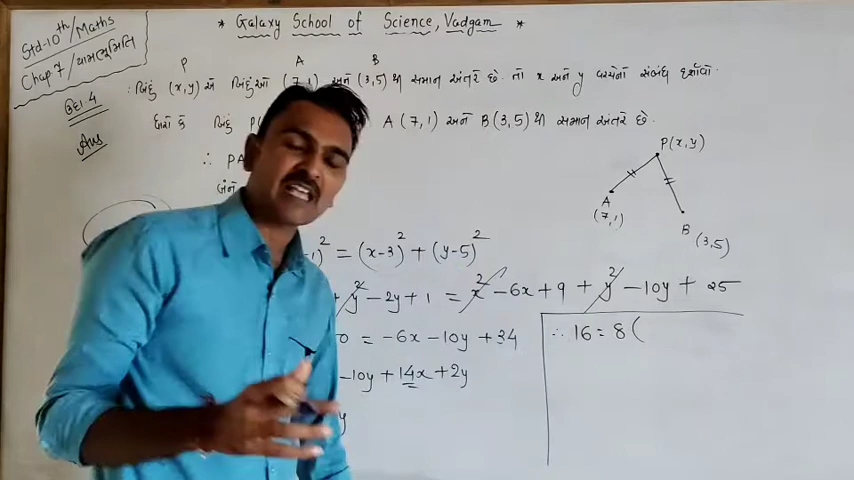 * Galaxy School of Science, Vadgam *
Std-10th / Maths
Chap.7 / યામભૂમિતિ
P A B
ઉદા.4 : બિંદુ (x,y) એ બિંદુઓ (7,1) અને (3,5) થી સમાન અંતરે છે. તો x અને y વચ્ચેનો સંબંધ દર્શાવો.
Ans ધારો કે બિંદુ P A(7,1) અને B(3,5) થી સમાન અંતરે છે.
∴ PA
બંને
P(x,y)
A
(7,1)
B
(3,5)
-1)² = (x-3)² + (y-5)²
y² - 2y + 1 = x² - 6x + 9 + y² - 10y + 25
0 = -6x - 10y + 34
-10y + 14x + 2y
y
∴ 16 = 8(